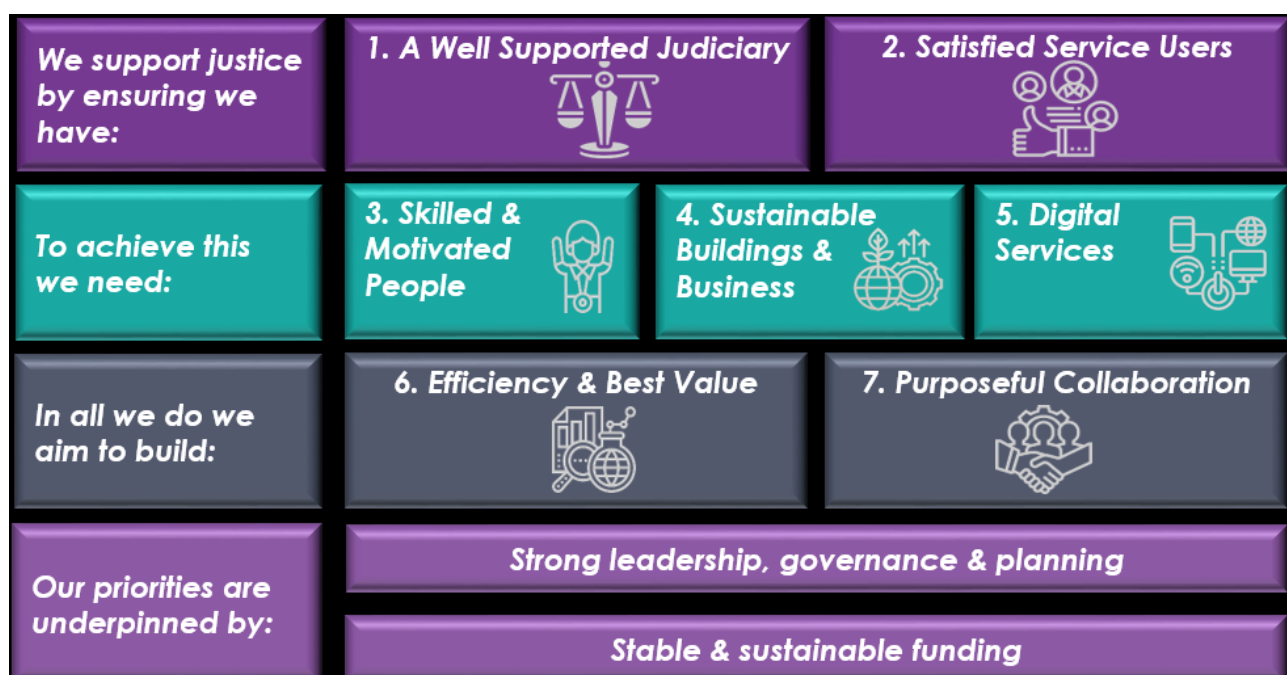 We support justice
by ensuring we
have:
1. A Well Supported Judiciary
2. Satisfied Service Users
To achieve this
we need:
3. Skilled &
Motivated
People
4. Sustainable
Buildings &
Business
5. Digital
Services
In all we do we
aim to build:
6. Efficiency & Best Value
7. Purposeful Collaboration
Our priorities are
underpinned by:
Strong leadership, governance & planning
Stable & sustainable funding